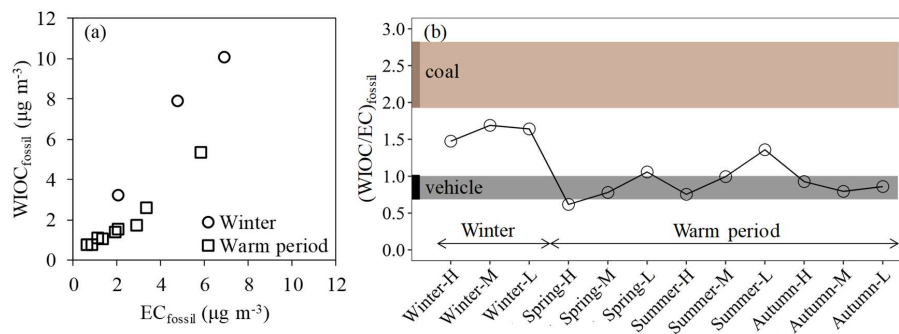 (a)
12
10
8
6
4
2
0
0 2 4 6 8 10 12
WIOCfossil (μg m-3)
ECfossil (μg m-3)
Winter
Warm period
(b)
3.0
2.5
2.0
1.5
1.0
0.5
0.0
(WIOC/EC)fossil
coal
vehicle
Winter
Warm period
Winter-H
Winter-M
Winter-L
Spring-H
Spring-M
Spring-L
Summer-H
Summer-M
Summer-L
Autumn-H
Autumn-M
Autumn-L